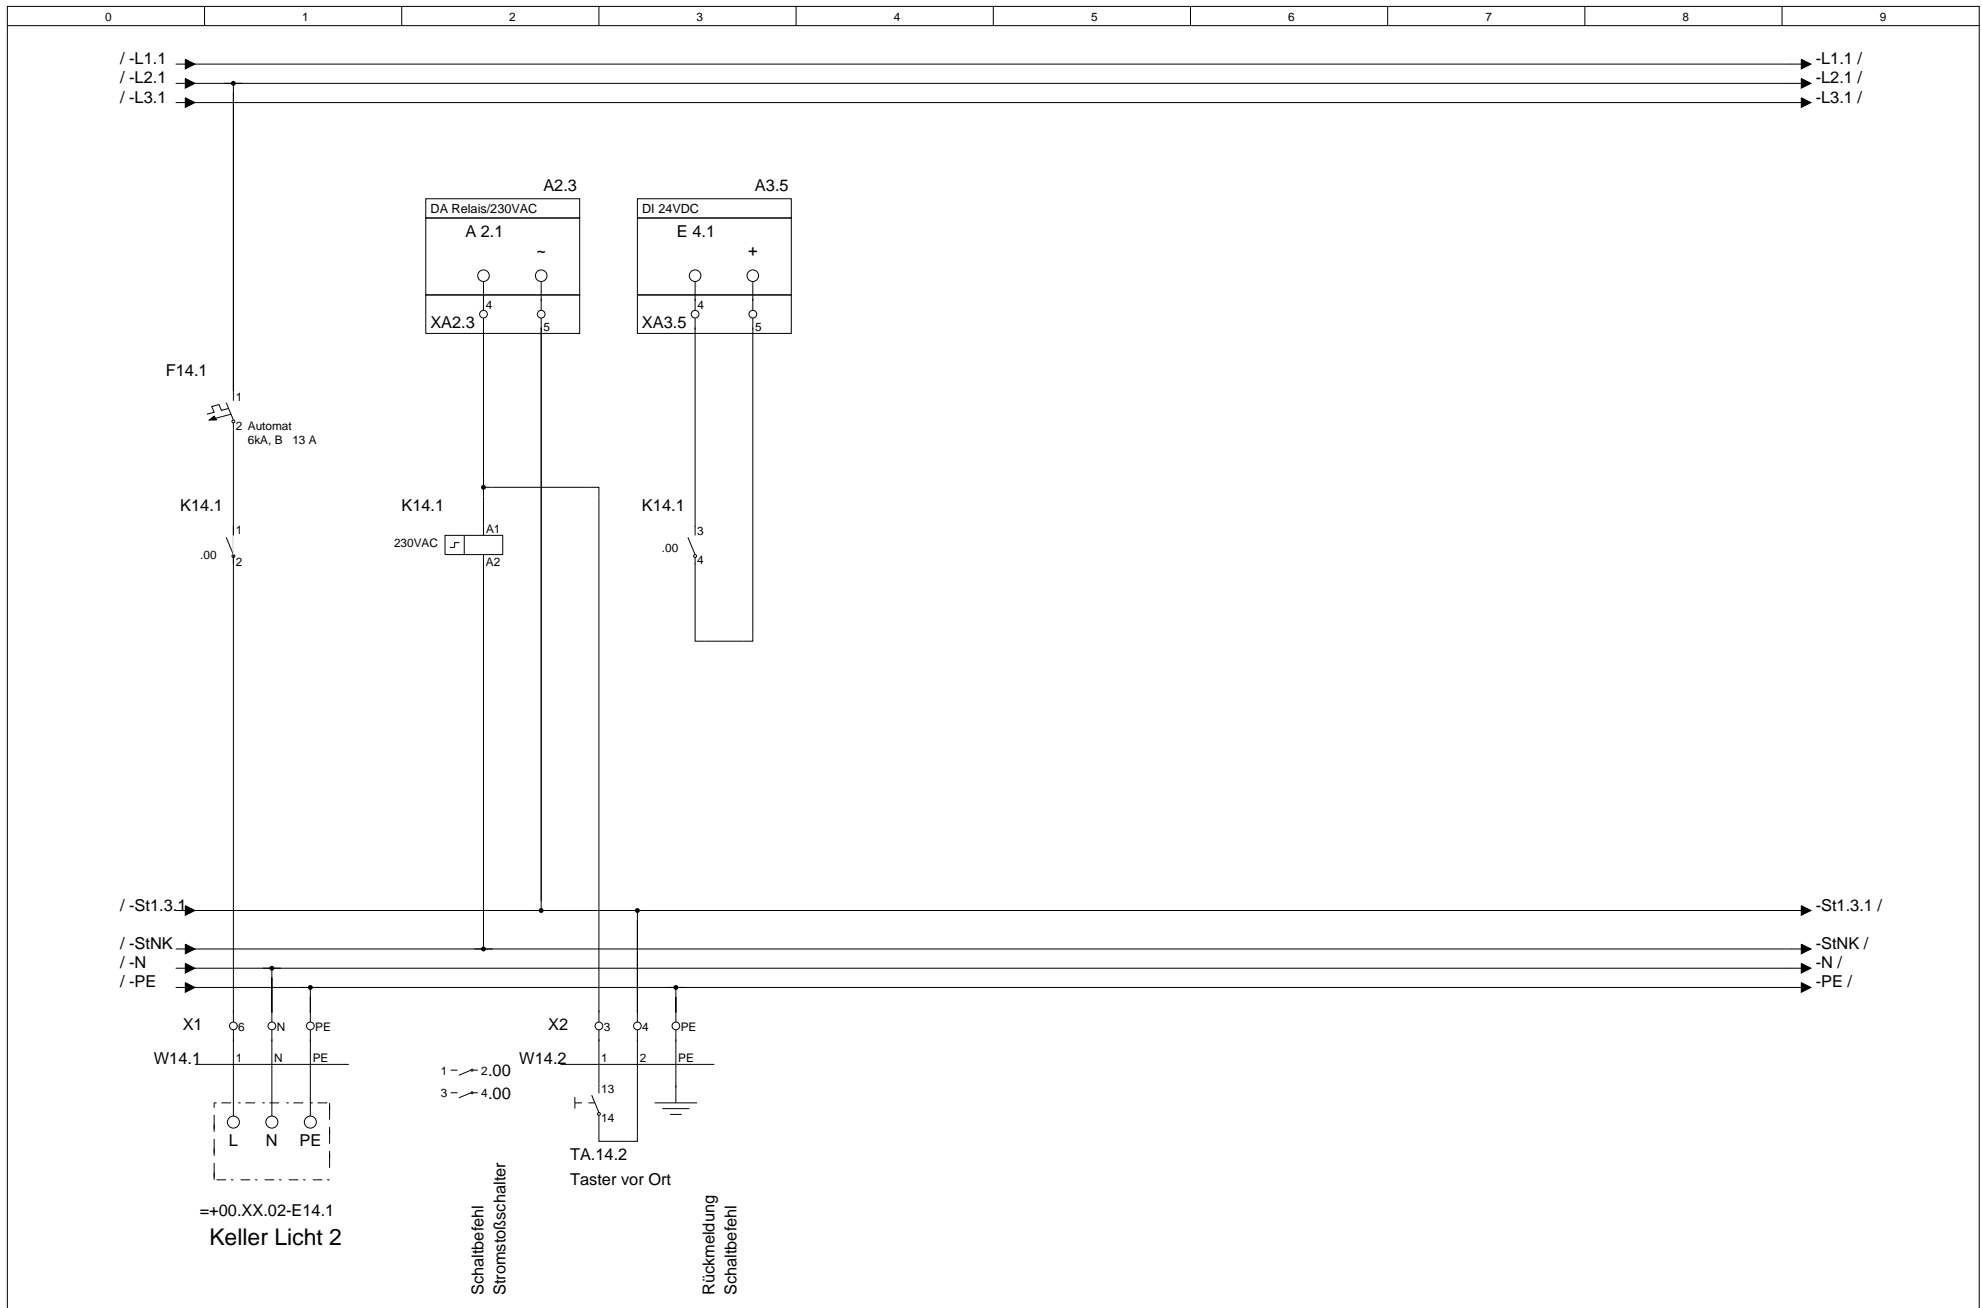 0 1 2 3 4 5 6 7 8 9
/ -L1.1 -L1.1 /
/ -L2.1 -L2.1 /
/ -L3.1 -L3.1 /
A2.3 A3.5
DA Relais/230VAC DI 24VDC
A 2.1 E 4.1
~ +
4 4
XA2.3 5 XA3.5 5
F14.1
1
2 Automat
6kA, B 13 A
K14.1 K14.1 K14.1
1 A1 3
.00 230VAC .00
2 A2 4
/ -St1.3.1 -St1.3.1 /
/ -StNK -StNK /
/ -N -N /
/ -PE -PE /
X1 6 N PE X2 3 4 PE
W14.1 1 N PE W14.2 1 2 PE
1 2.00
3 4.00
13
14
L N PE
TA.14.2
Taster vor Ort
=+00.XX.02-E14.1
Keller Licht 2
Schaltbefehl
Stromstoßschalter
Rückmeldung
Schaltbefehl